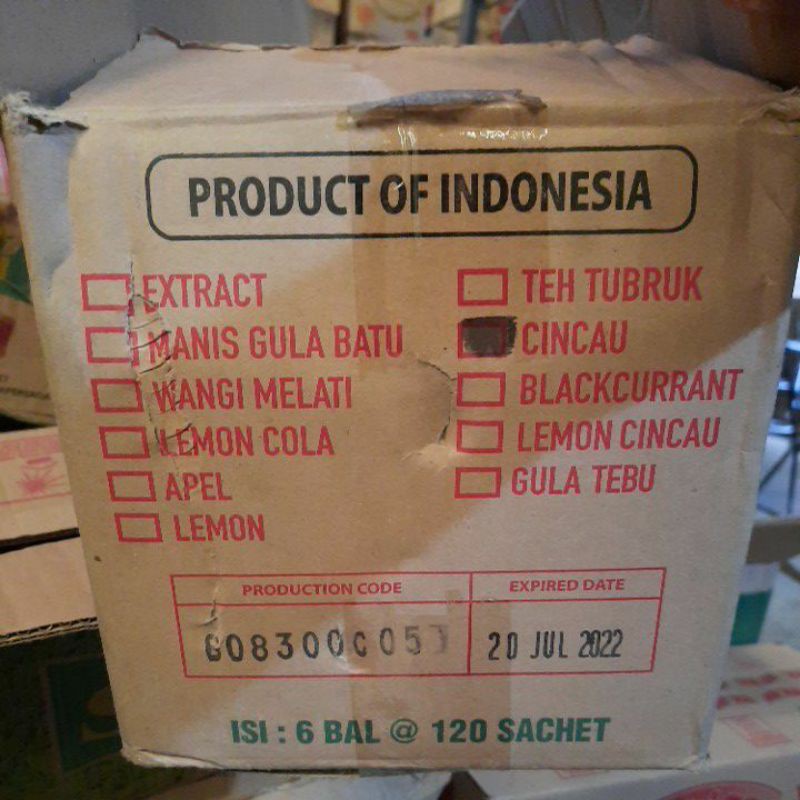 PRODUCT OF INDONESIA
EXTRACT
MANIS GULA BATU
WANGI MELATI
LEMON COLA
APEL
LEMON
TEH TUBRUK
CINCAU
BLACKCURRANT
LEMON CINCAU
GULA TEBU
PRODUCTION CODE
EXPIRED DATE
20 JUL 2022
ISI : 6 BAL @ 120 SACHET